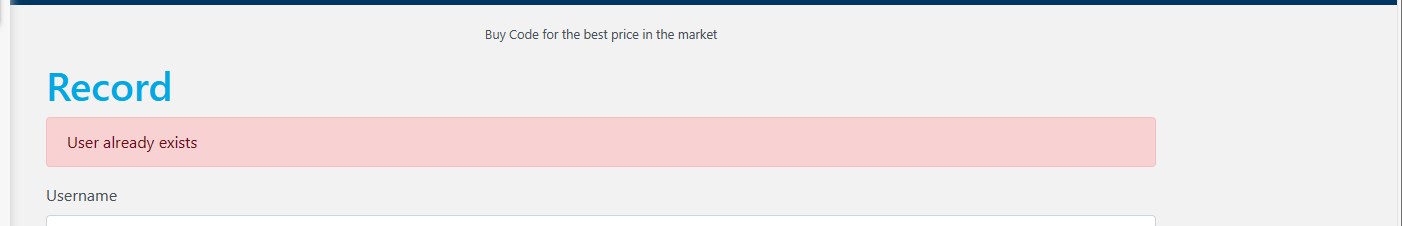 Buy Code for the best price in the market
Record
User already exists
Username